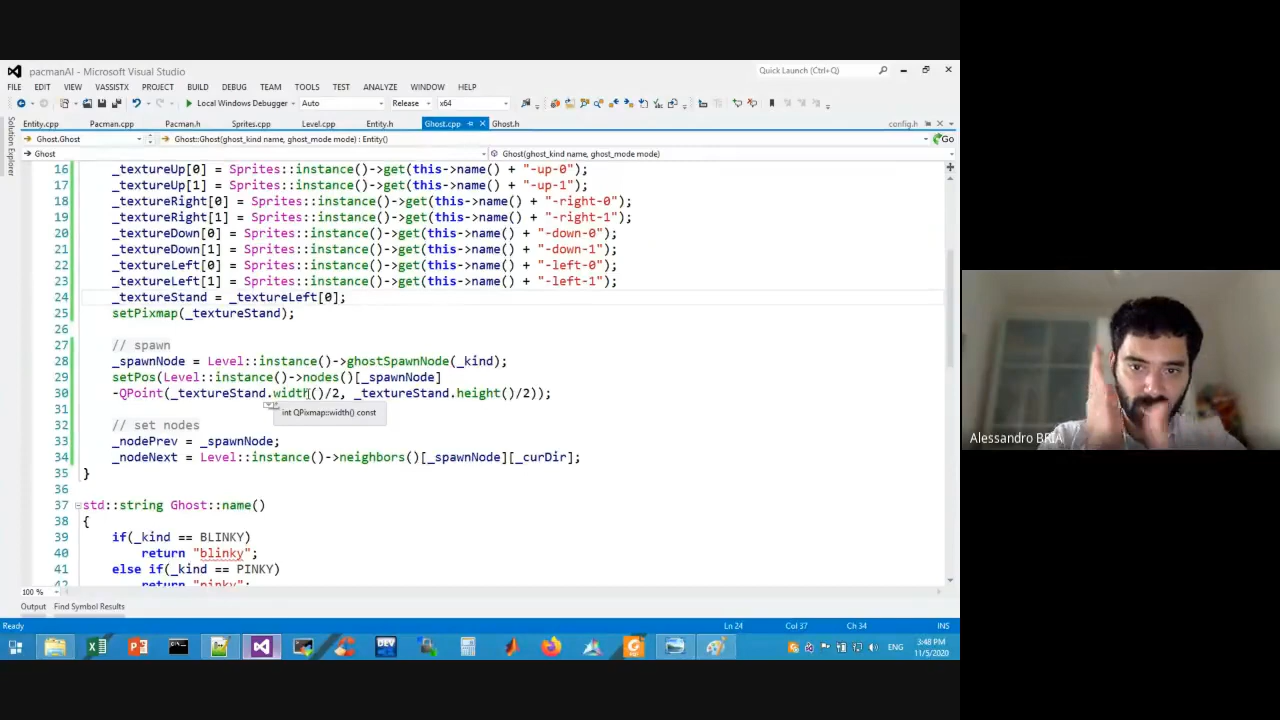 pacmanAI - Microsoft Visual Studio
Quick Launch (Ctrl+Q)
FILE EDIT VIEW VASSISTX PROJECT BUILD DEBUG TEAM TOOLS TEST ANALYZE WINDOW HELP
Local Windows Debugger Auto Release x64
Entity.cpp Pacman.cpp Pacman.h Sprites.cpp Level.cpp Entity.h Ghost.cpp Ghost.h config.h
Ghost.Ghost Ghost::Ghost(ghost_kind name, ghost_mode mode) : Entity() Go
Ghost Ghost(ghost_kind name, ghost_mode mode)
Solution Explorer
16 _textureUp[0] = Sprites::instance()->get(this->name() + "-up-0");
17 _textureUp[1] = Sprites::instance()->get(this->name() + "-up-1");
18 _textureRight[0] = Sprites::instance()->get(this->name() + "-right-0");
19 _textureRight[1] = Sprites::instance()->get(this->name() + "-right-1");
20 _textureDown[0] = Sprites::instance()->get(this->name() + "-down-0");
21 _textureDown[1] = Sprites::instance()->get(this->name() + "-down-1");
22 _textureLeft[0] = Sprites::instance()->get(this->name() + "-left-0");
23 _textureLeft[1] = Sprites::instance()->get(this->name() + "-left-1");
24 _textureStand = _textureLeft[0];
25 setPixmap(_textureStand);
26
27 // spawn
28 _spawnNode = Level::instance()->ghostSpawnNode(_kind);
29 setPos(Level::instance()->nodes()[_spawnNode]
30 -QPoint(_textureStand.width()/2, _textureStand.height()/2));
31 int QPixmap::width() const
32 // set nodes
33 _nodePrev = _spawnNode;
34 _nodeNext = Level::instance()->neighbors()[_spawnNode][_curDir];
35 }
36
37 std::string Ghost::name()
38 {
39 if(_kind == BLINKY)
40 return "blinky";
41 else if(_kind == PINKY)
42 return "pinky";
100 %
Output Find Symbol Results
Ready Ln 24 Col 37 Ch 34 INS
DEV
ENG
3:48 PM
11/5/2020
Alessandro BRIA